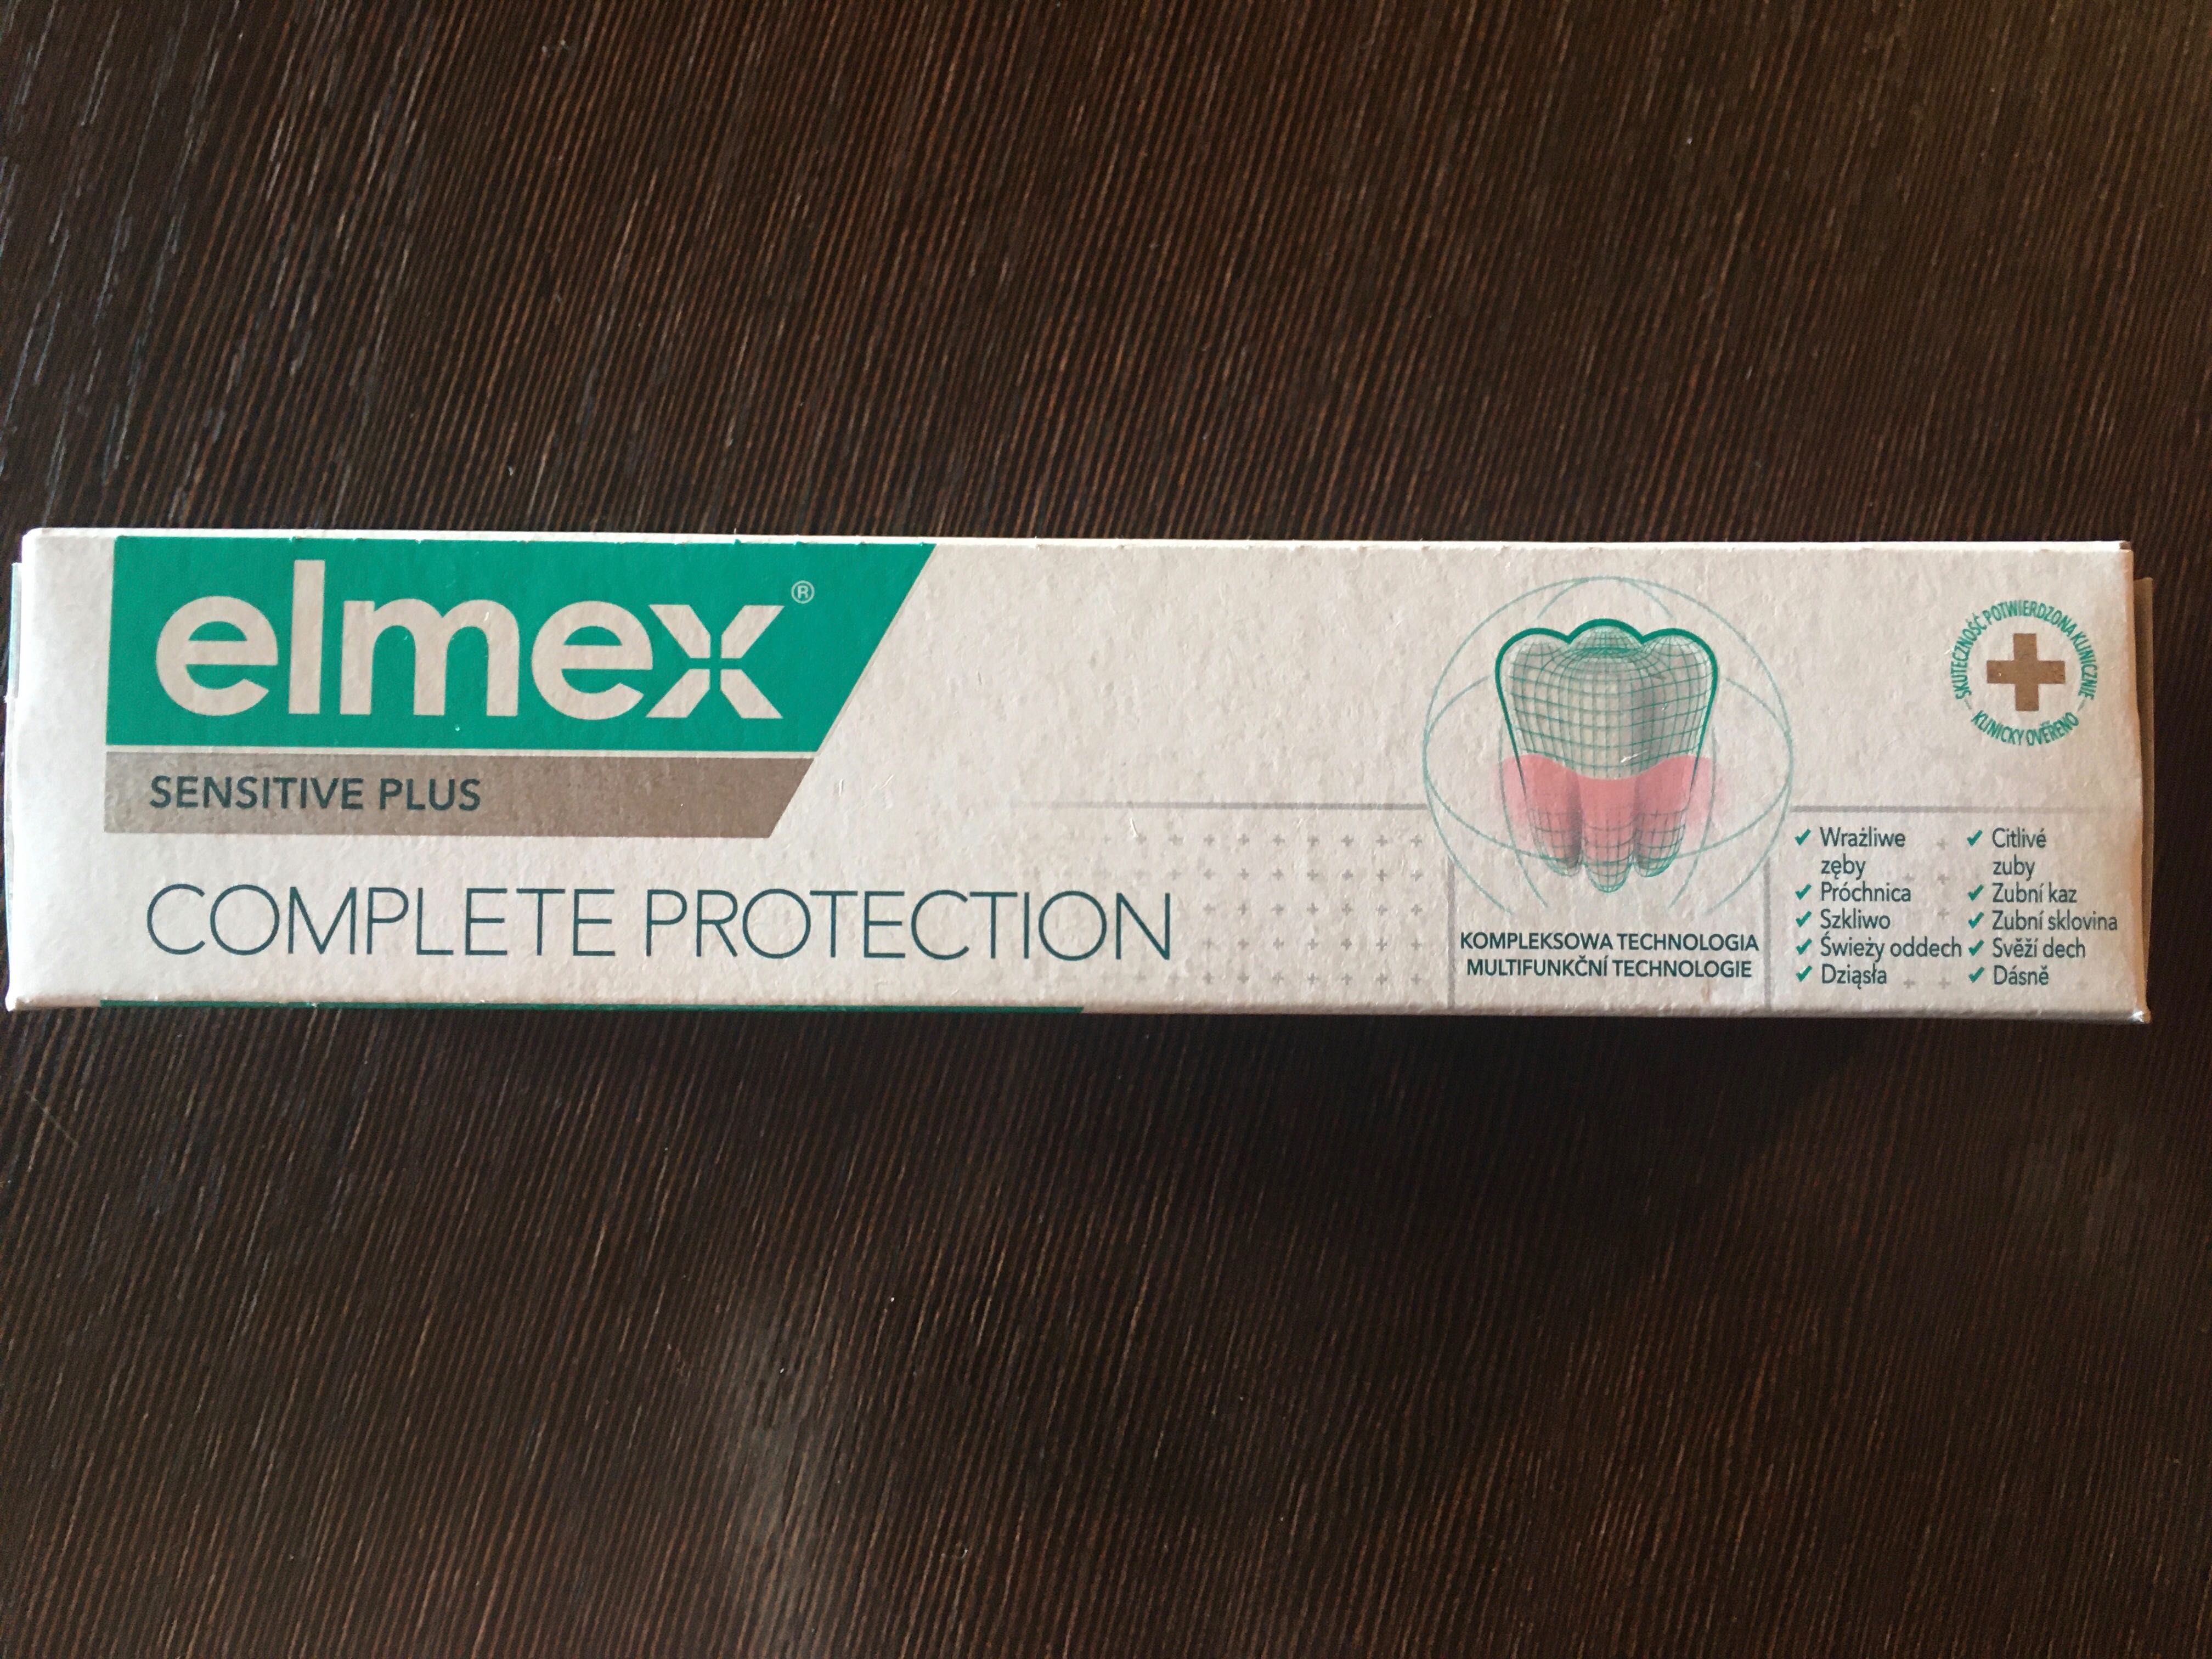 elmex®
SENSITIVE PLUS
COMPLETE PROTECTION
KOMPLEKSOWA TECHNOLOGIA
MULTIFUNKČNÍ TECHNOLOGIE
SKUTECZNOŚĆ POTWIERDZONA KLINICZNIE
KLINICKY OVĚŘENO
✓ Wrażliwe
zęby
✓ Próchnica
✓ Szkliwo
✓ Świeży oddech
✓ Dziąsła
✓ Citlivé
zuby
✓ Zubní kaz
✓ Zubní sklovina
✓ Svěží dech
✓ Dásně